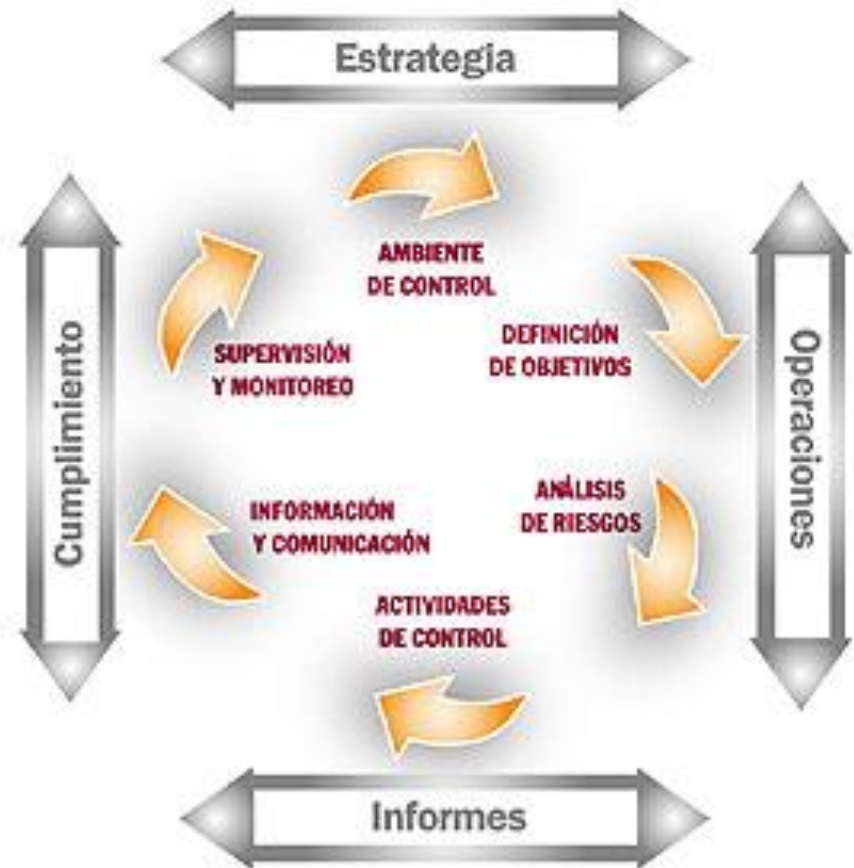 Estrategia
AMBIENTE
DE CONTROL
DEFINICIÓN
DE OBJETIVOS
Operaciones
ANÁLISIS
DE RIESGOS
ACTIVIDADES
DE CONTROL
Informes
INFORMACIÓN
Y COMUNICACIÓN
Cumplimiento
SUPERVISIÓN
Y MONITOREO